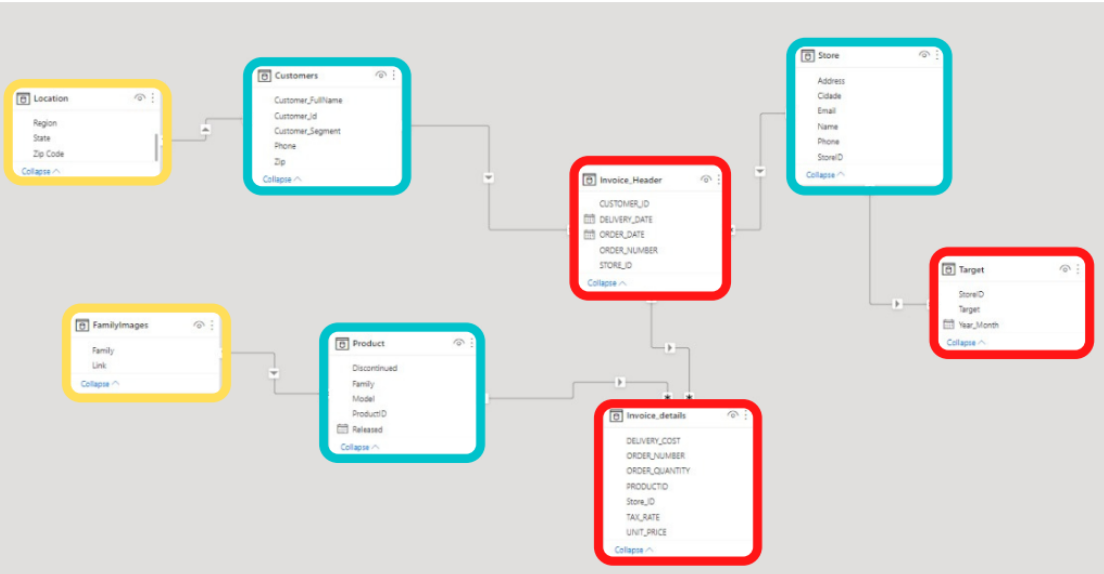 Location
Region
State
Zip Code
Collapse
Customers
Customer_FullName
Customer_Id
Customer_Segment
Phone
Zip
Collapse
Store
Address
Cidade
Email
Name
Phone
StoreID
Collapse
Invoice_Header
CUSTOMER_ID
DELIVERY_DATE
ORDER_DATE
ORDER_NUMBER
STORE_ID
Collapse
Target
StoreID
Target
Year_Month
Collapse
FamilyImages
Family
Link
Collapse
Product
Discontinued
Family
Model
ProductID
Released
Collapse
Invoice_details
DELIVERY_COST
ORDER_NUMBER
ORDER_QUANTITY
PRODUCTID
Store_ID
TAX_RATE
UNIT_PRICE
Collapse